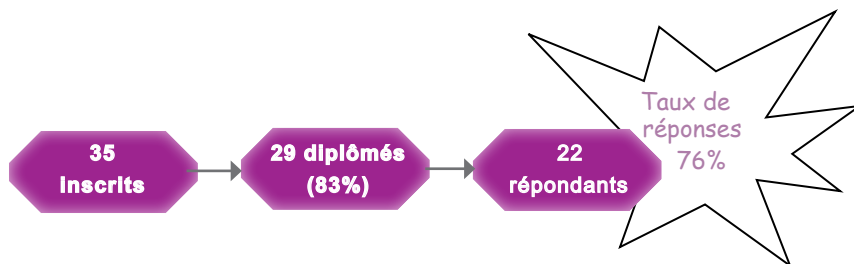 35
Inscrits
29 diplômés
(83%)
22
répondants
Taux de
réponses
76%